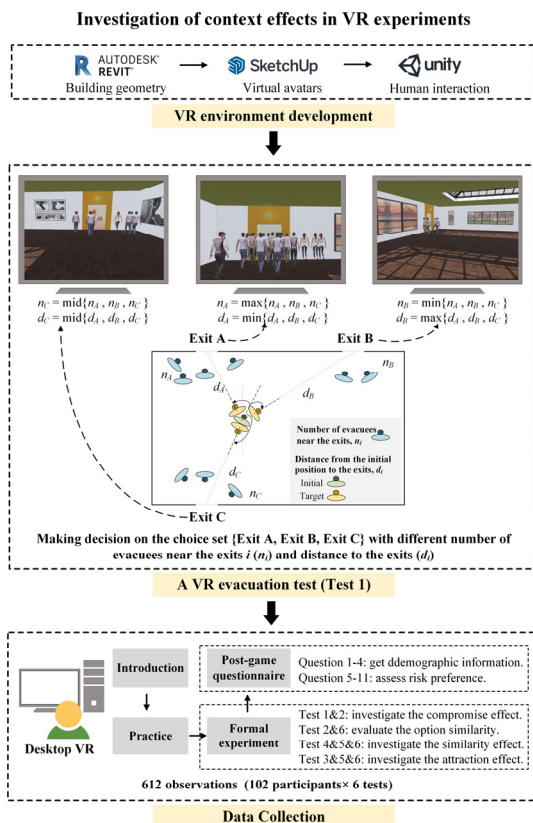 Investigation of context effects in VR experiments
AUTODESK®
REVIT®
SketchUp
unity
Building geometry
Virtual avatars
Human interaction
VR environment development
n_C = mid{n_A , n_B , n_C }
d_C = mid{d_A , d_B , d_C }
n_A = max{n_A , n_B , n_C }
d_A = min{d_A , d_B , d_C }
n_B = min{n_A , n_B , n_C }
d_B = max{d_A , d_B , d_C }
Exit A
Exit B
n_A
d_A
d_B
n_B
Number of evacuees
near the exits, n_i
Distance from the initial
position to the exits, d_i
Initial
Target
d_C
n_C
Exit C
Making decision on the choice set {Exit A, Exit B, Exit C} with different number of
evacuees near the exits i (n_i) and distance to the exits (d_i)
A VR evacuation test (Test 1)
Desktop VR
Introduction
Practice
Post-game
questionnaire
Question 1-4: get ddemographic information.
Question 5-11: assess risk preference.
Formal
experiment
Test 1&2: investigate the compromise effect.
Test 2&6: evaluate the option similarity.
Test 4&5&6: investigate the similarity effect.
Test 3&5&6: investigate the attraction effect.
612 observations (102 participants× 6 tests)
Data Collection